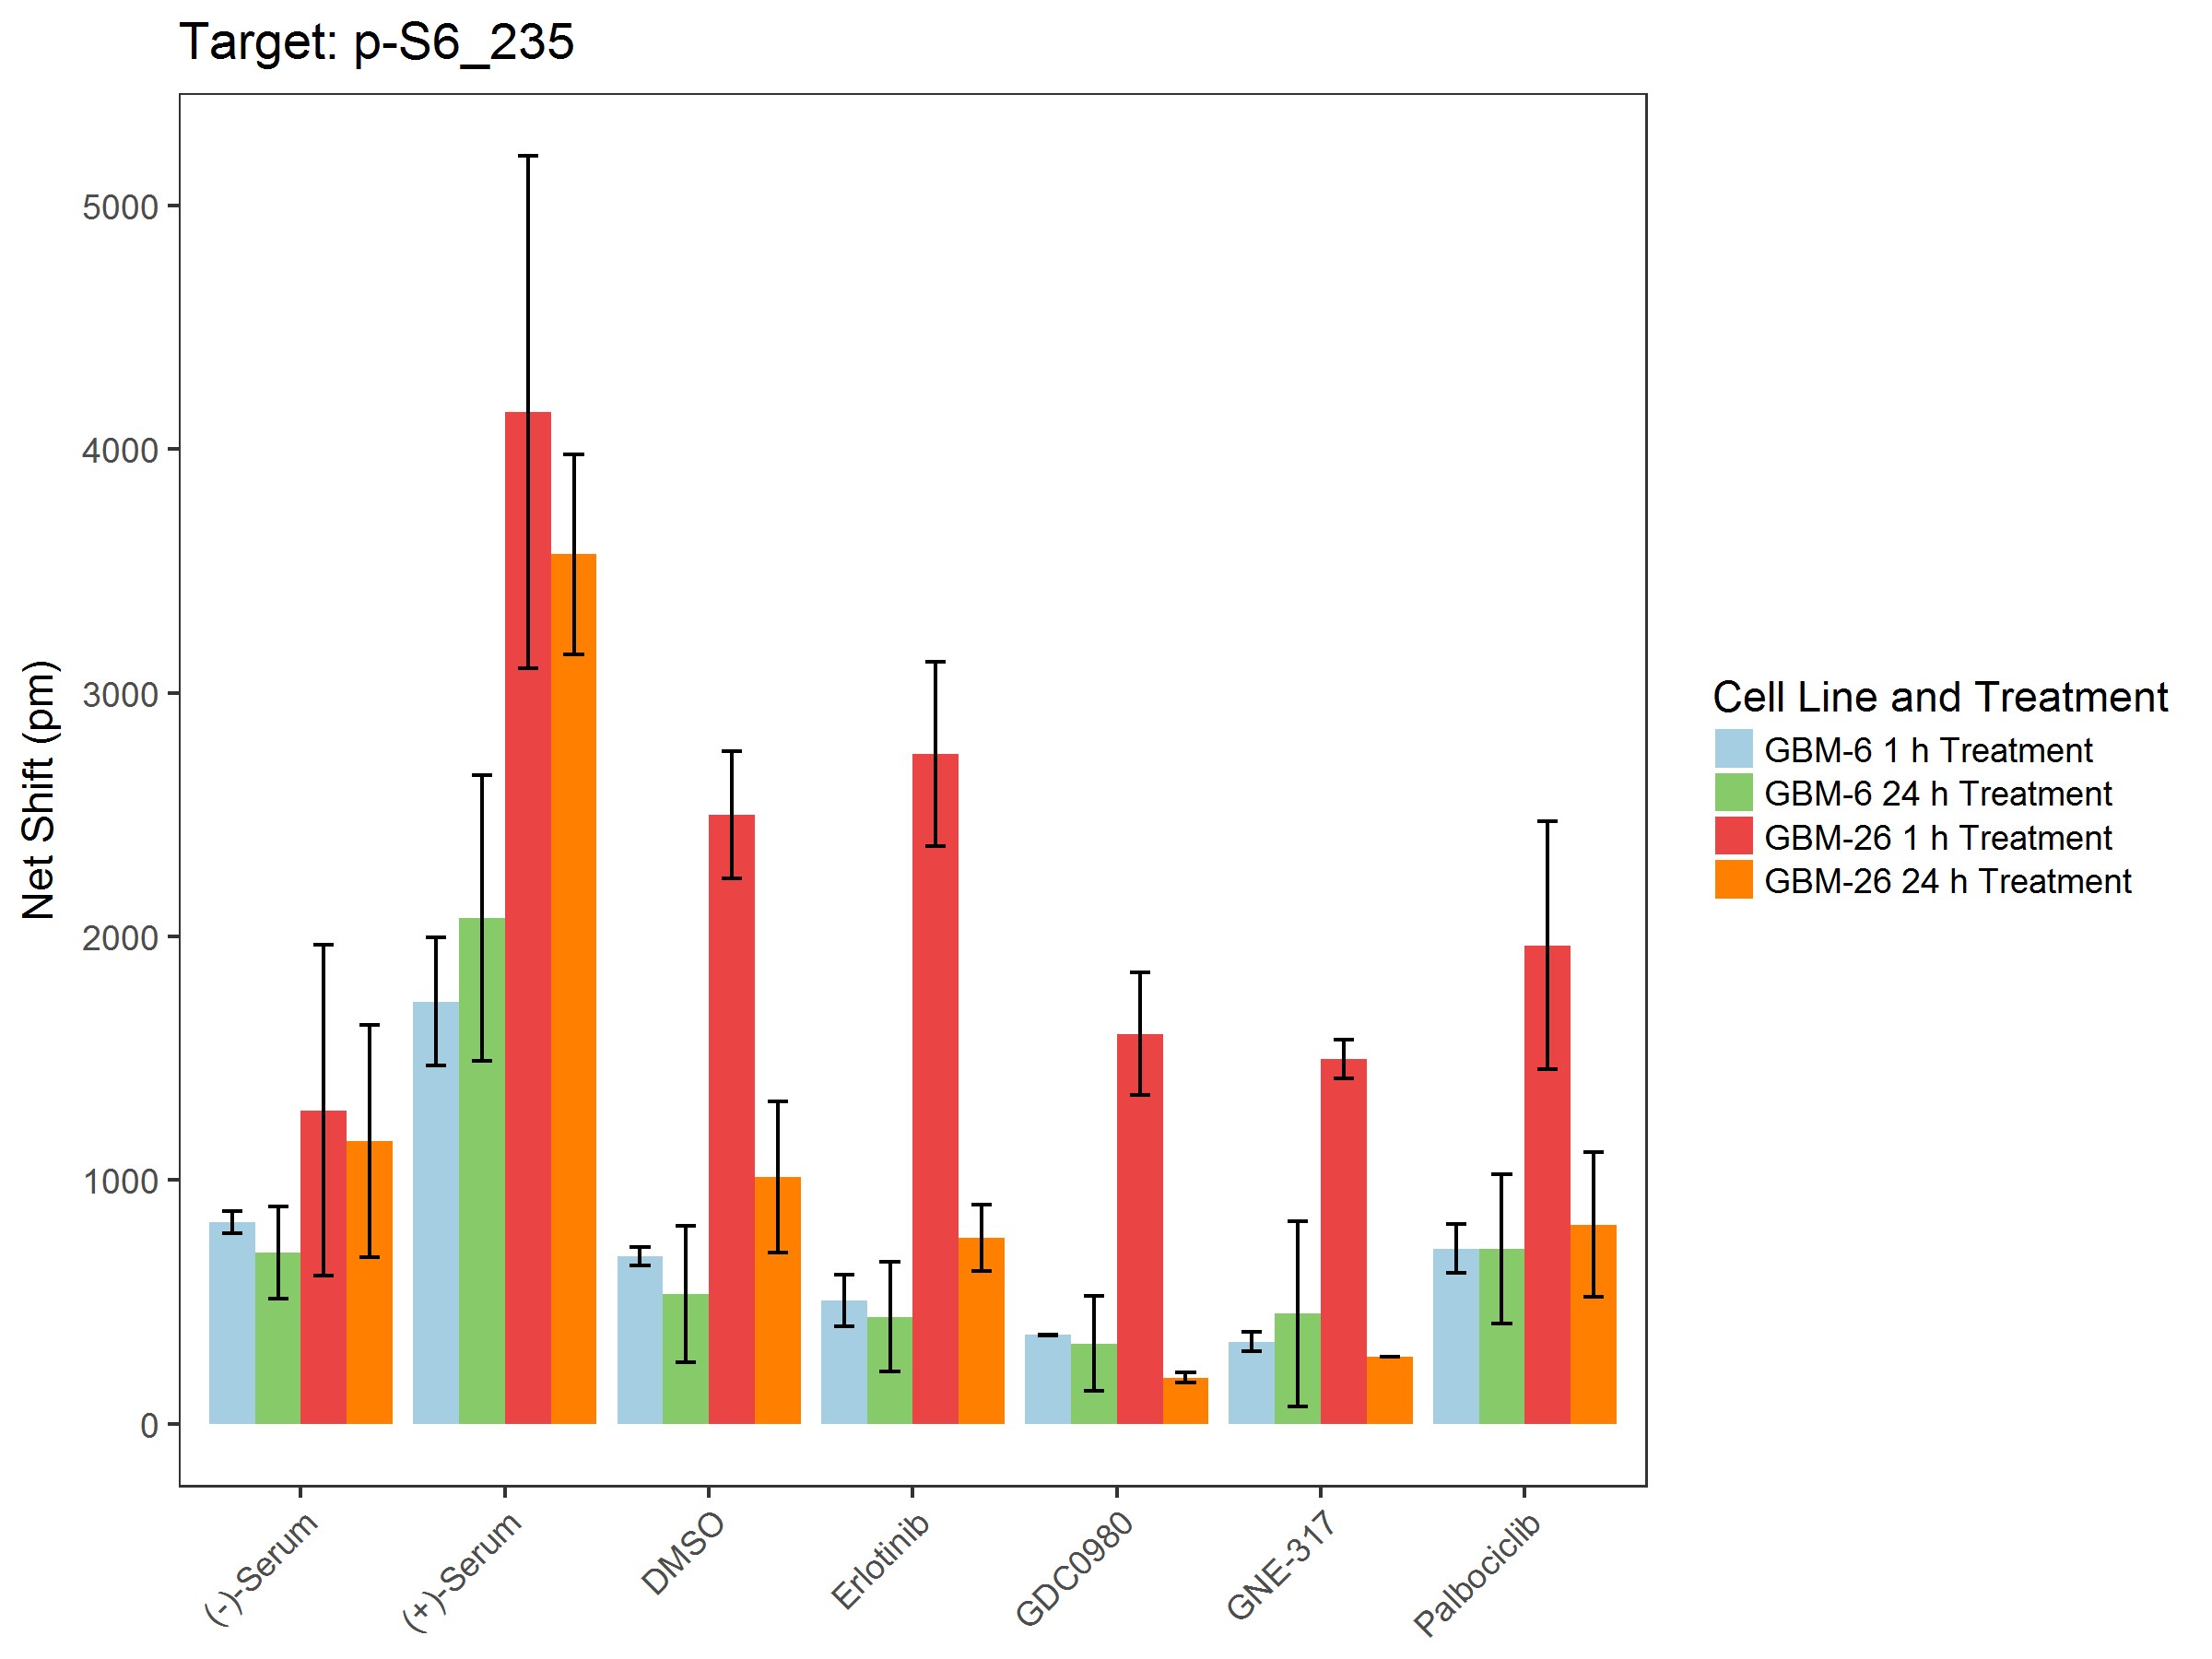 Target: p-S6_235
Net Shift (pm)
5000
4000
3000
2000
1000
0
(-)-Serum
(+)-Serum
DMSO
Erlotinib
GDC0980
GNE-317
Palbociclib
Cell Line and Treatment
GBM-6 1 h Treatment
GBM-6 24 h Treatment
GBM-26 1 h Treatment
GBM-26 24 h Treatment